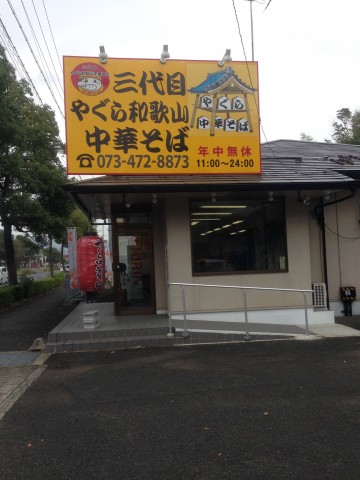 三代目
やぐら和歌山
中華そば
☎073-472-8873
やぐら
中華そば
年中無休
11:00～24:00